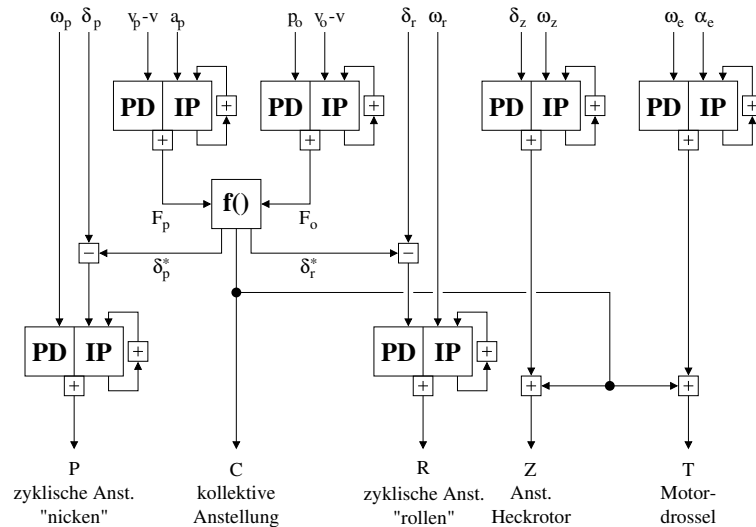 ω_p δ_p v_p-v a_p p_o v_o-v δ_r ω_r δ_z ω_z ω_e α_e
PD IP + PD IP + PD IP + PD IP +
+ + + +
f()
F_p F_o
− −
δ_p^* δ_r^*
PD IP + PD IP +
+ + + +
P C R Z T
zyklische Anst. kollektive zyklische Anst. Anst. Motor-
"nicken" Anstellung "rollen" Heckrotor drossel